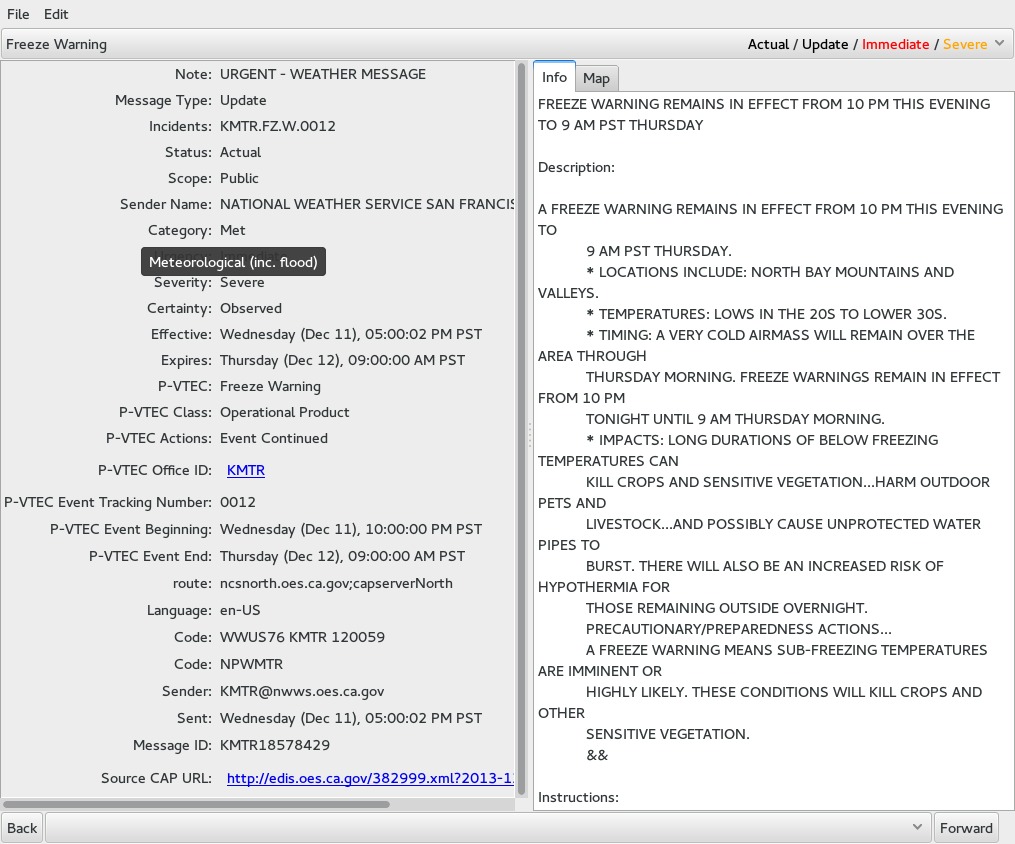 File Edit
Freeze Warning Actual / Update / Immediate / Severe
Note: URGENT - WEATHER MESSAGE
Message Type: Update
Incidents: KMTR.FZ.W.0012
Status: Actual
Scope: Public
Sender Name: NATIONAL WEATHER SERVICE SAN FRANCIS
Category: Met
Meteorological (inc. flood)
Severity: Severe
Certainty: Observed
Effective: Wednesday (Dec 11), 05:00:02 PM PST
Expires: Thursday (Dec 12), 09:00:00 AM PST
P-VTEC: Freeze Warning
P-VTEC Class: Operational Product
P-VTEC Actions: Event Continued
P-VTEC Office ID: KMTR
P-VTEC Event Tracking Number: 0012
P-VTEC Event Beginning: Wednesday (Dec 11), 10:00:00 PM PST
P-VTEC Event End: Thursday (Dec 12), 09:00:00 AM PST
route: ncsnorth.oes.ca.gov;capserverNorth
Language: en-US
Code: WWUS76 KMTR 120059
Code: NPWMTR
Sender: KMTR@nwws.oes.ca.gov
Sent: Wednesday (Dec 11), 05:00:02 PM PST
Message ID: KMTR18578429
Source CAP URL: http://edis.oes.ca.gov/382999.xml?2013-1
Info Map
FREEZE WARNING REMAINS IN EFFECT FROM 10 PM THIS EVENING
TO 9 AM PST THURSDAY
Description:
A FREEZE WARNING REMAINS IN EFFECT FROM 10 PM THIS EVENING
TO
9 AM PST THURSDAY.
* LOCATIONS INCLUDE: NORTH BAY MOUNTAINS AND
VALLEYS.
* TEMPERATURES: LOWS IN THE 20S TO LOWER 30S.
* TIMING: A VERY COLD AIRMASS WILL REMAIN OVER THE
AREA THROUGH
THURSDAY MORNING. FREEZE WARNINGS REMAIN IN EFFECT
FROM 10 PM
TONIGHT UNTIL 9 AM THURSDAY MORNING.
* IMPACTS: LONG DURATIONS OF BELOW FREEZING
TEMPERATURES CAN
KILL CROPS AND SENSITIVE VEGETATION...HARM OUTDOOR
PETS AND
LIVESTOCK...AND POSSIBLY CAUSE UNPROTECTED WATER
PIPES TO
BURST. THERE WILL ALSO BE AN INCREASED RISK OF
HYPOTHERMIA FOR
THOSE REMAINING OUTSIDE OVERNIGHT.
PRECAUTIONARY/PREPAREDNESS ACTIONS...
A FREEZE WARNING MEANS SUB-FREEZING TEMPERATURES
ARE IMMINENT OR
HIGHLY LIKELY. THESE CONDITIONS WILL KILL CROPS AND
OTHER
SENSITIVE VEGETATION.
&&
Instructions:
Back Forward